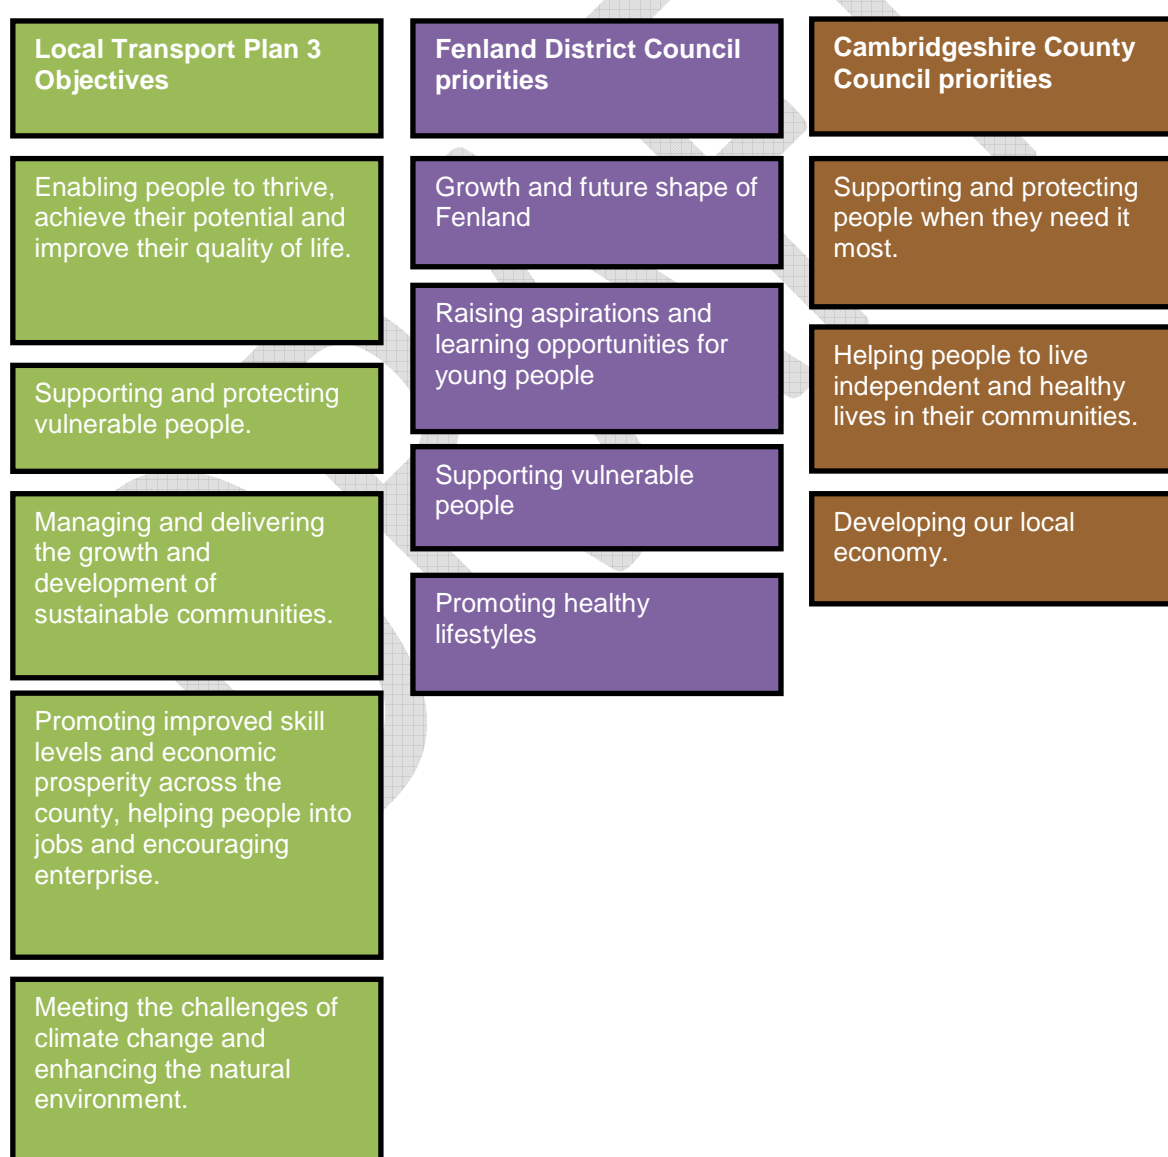 Local Transport Plan 3
Objectives
Enabling people to thrive,
achieve their potential and
improve their quality of life.
Supporting and protecting
vulnerable people.
Managing and delivering
the growth and
development of
sustainable communities.
Promoting improved skill
levels and economic
prosperity across the
county, helping people into
jobs and encouraging
enterprise.
Meeting the challenges of
climate change and
enhancing the natural
environment.
Fenland District Council
priorities
Growth and future shape of
Fenland
Raising aspirations and
learning opportunities for
young people
Supporting vulnerable
people
Promoting healthy
lifestyles
Cambridgeshire County
Council priorities
Supporting and protecting
people when they need it
most.
Helping people to live
independent and healthy
lives in their communities.
Developing our local
economy.